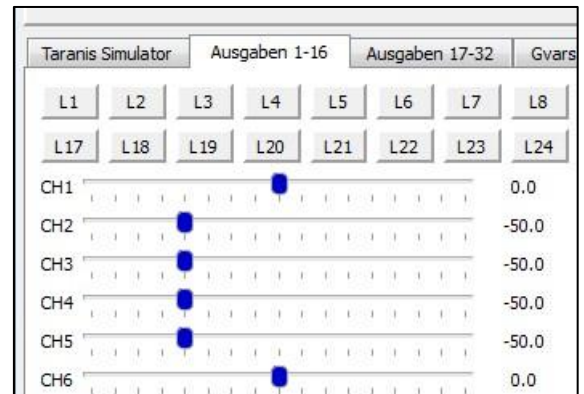 Taranis Simulator Ausgaben 1-16 Ausgaben 17-32 Gvars
L1 L2 L3 L4 L5 L6 L7 L8
L17 L18 L19 L20 L21 L22 L23 L24
CH1 0.0
CH2 -50.0
CH3 -50.0
CH4 -50.0
CH5 -50.0
CH6 0.0